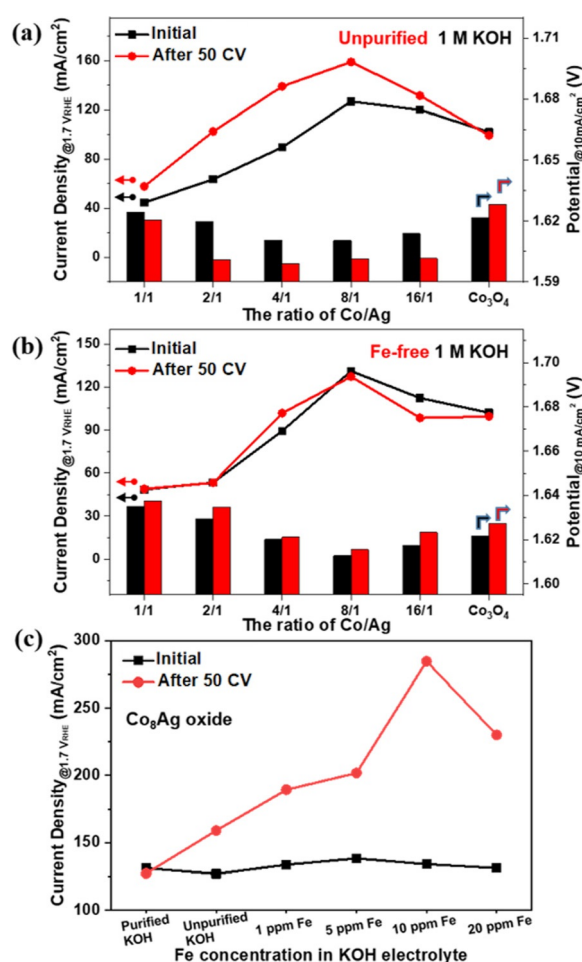 (a)
Initial
After 50 CV
Unpurified 1 M KOH
Current Density@1.7 VRHE (mA/cm²)
160
120
80
40
0
Potential@10mA/cm² (V)
1.71
1.68
1.65
1.62
1.59
1/1 2/1 4/1 8/1 16/1 Co₃O₄
The ratio of Co/Ag
(b)
Initial
After 50 CV
Fe-free 1 M KOH
Current Density@1.7 VRHE (mA/cm²)
150
120
90
60
30
0
Potential@10 mA/cm² (V)
1.70
1.68
1.66
1.64
1.62
1.60
1/1 2/1 4/1 8/1 16/1 Co₃O₄
The ratio of Co/Ag
(c)
Initial
After 50 CV
Co₈Ag oxide
Current Density@1.7 VRHE (mA/cm²)
300
250
200
150
100
Purified KOH
Unpurified KOH
1 ppm Fe
5 ppm Fe
10 ppm Fe
20 ppm Fe
Fe concentration in KOH electrolyte